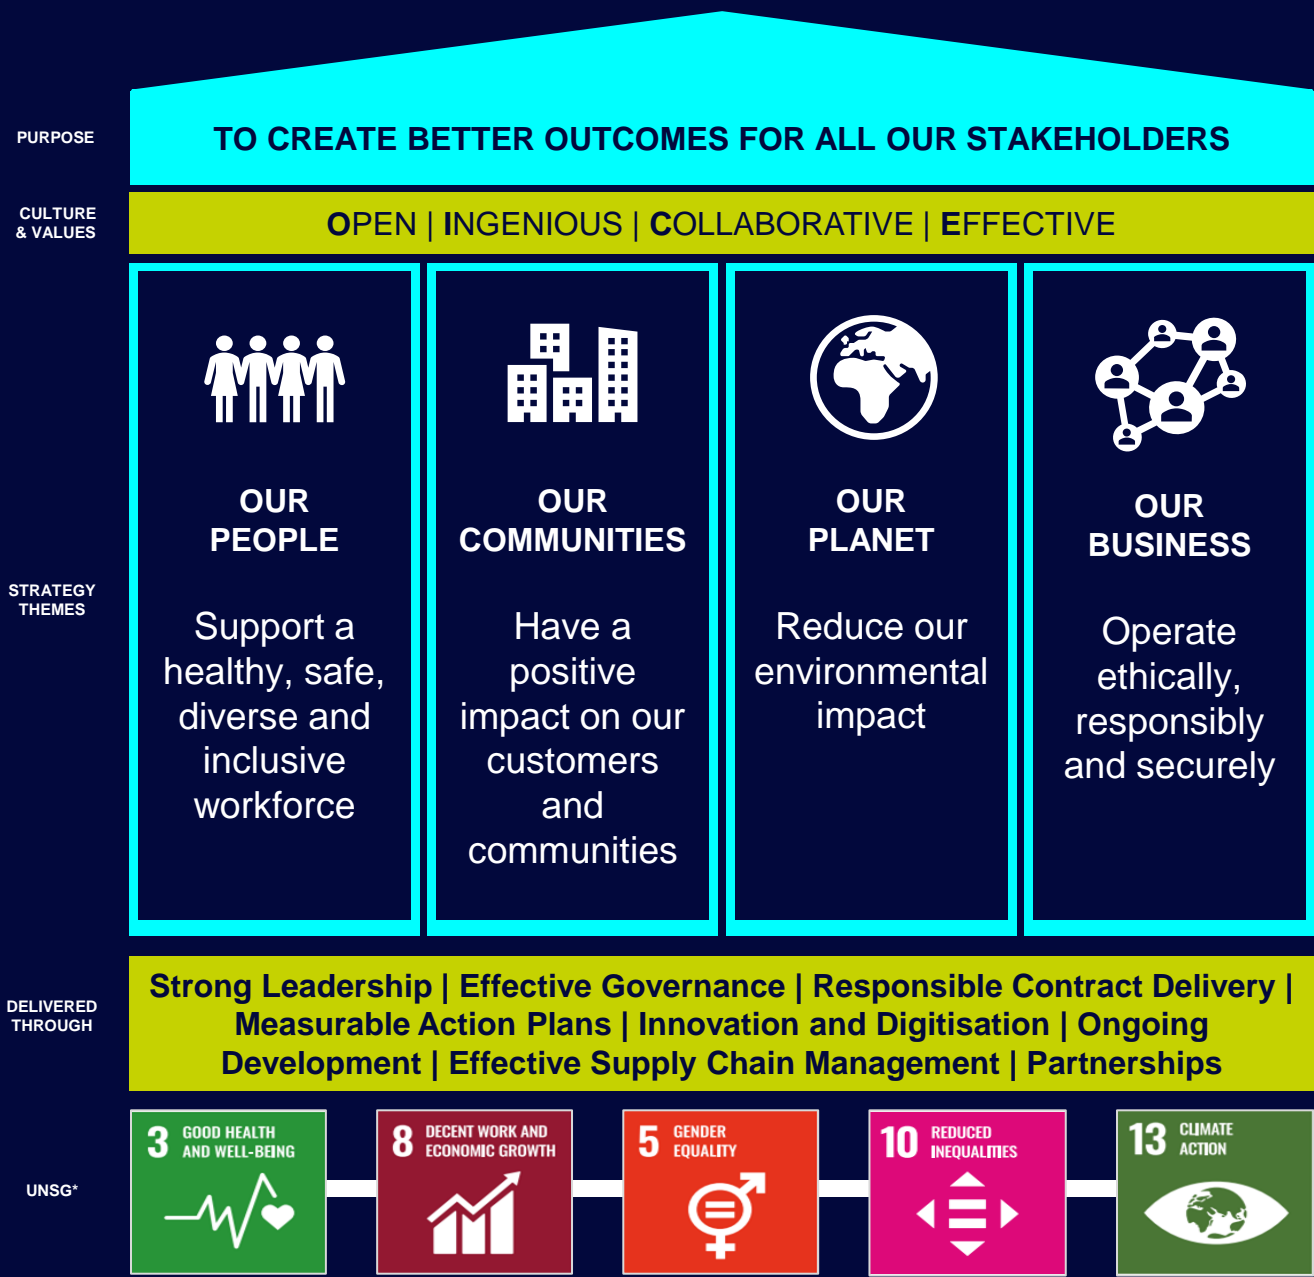 PURPOSE
TO CREATE BETTER OUTCOMES FOR ALL OUR STAKEHOLDERS
CULTURE
& VALUES
OPEN | INGENIOUS | COLLABORATIVE | EFFECTIVE
STRATEGY
THEMES
OUR
PEOPLE
Support a
healthy, safe,
diverse and
inclusive
workforce
OUR
COMMUNITIES
Have a
positive
impact on our
customers
and
communities
OUR
PLANET
Reduce our
environmental
impact
OUR
BUSINESS
Operate
ethically,
responsibly
and securely
DELIVERED
THROUGH
Strong Leadership | Effective Governance | Responsible Contract Delivery |
Measurable Action Plans | Innovation and Digitisation | Ongoing
Development | Effective Supply Chain Management | Partnerships
UNSG*
3 GOOD HEALTH
AND WELL-BEING
8 DECENT WORK AND
ECONOMIC GROWTH
5 GENDER
EQUALITY
10 REDUCED
INEQUALITIES
13 CLIMATE
ACTION